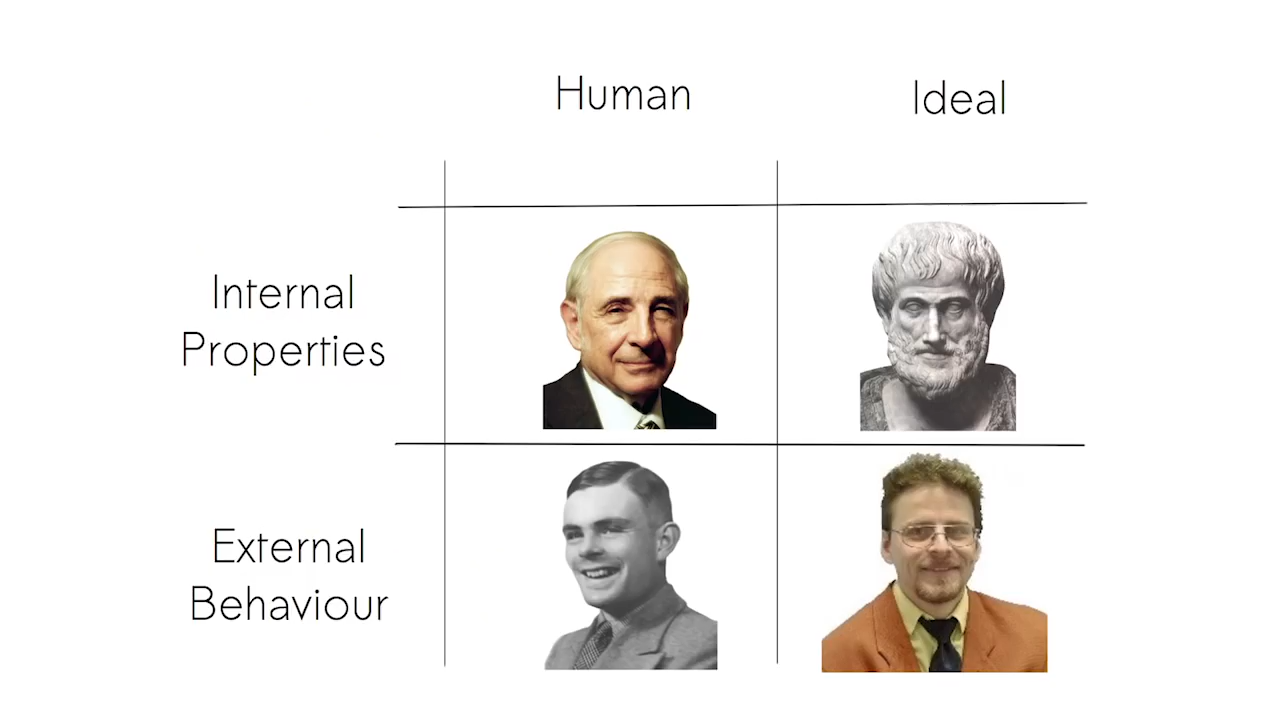 Human
Ideal
Internal
Properties
External
Behaviour